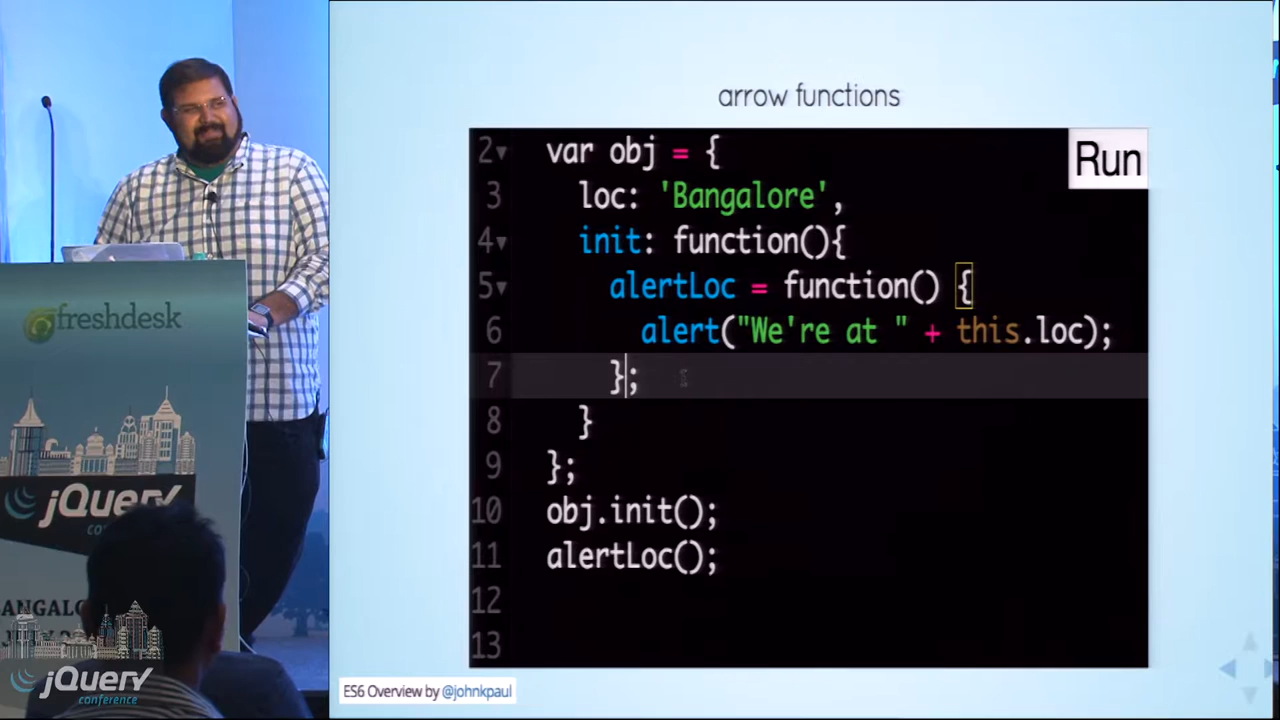 arrow functions
Run
2 var obj = {
3 loc: 'Bangalore',
4 init: function(){
5 alertLoc = function() {
6 alert("We're at " + this.loc);
7 };
8 }
9 };
10 obj.init();
11 alertLoc();
12
13
ES6 Overview by @johnkpaul
freshdesk
jQuery
BANGALO
jQuery
conference